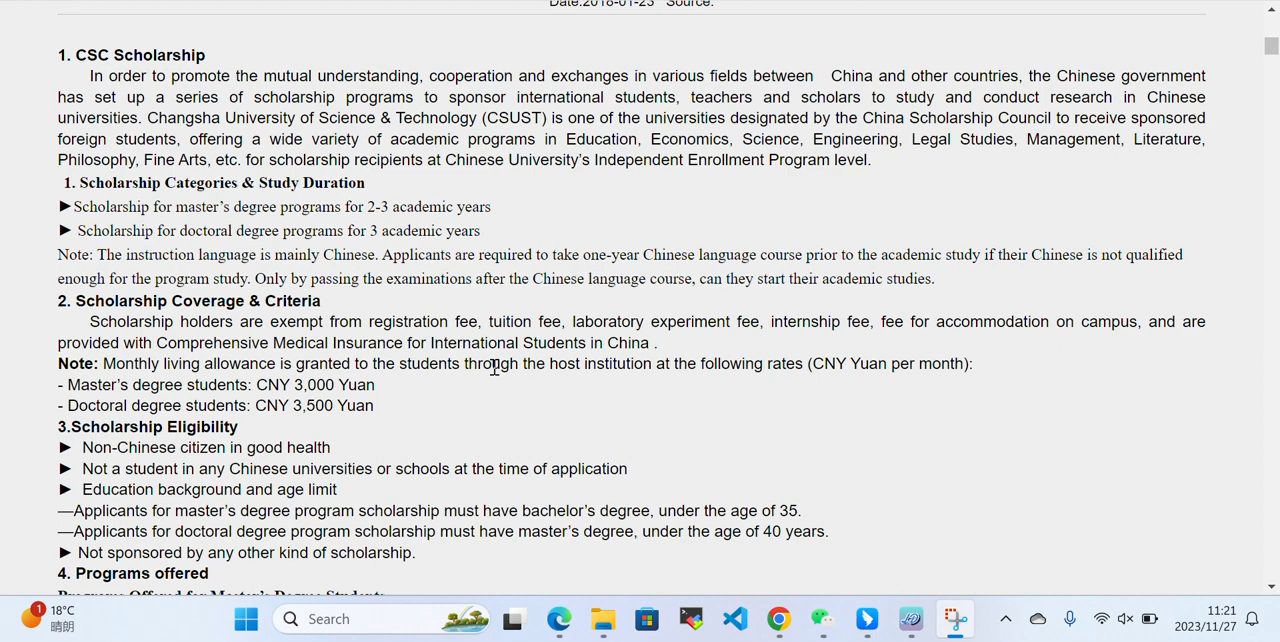 Date:2018-01-23 Source:
1. CSC Scholarship
In order to promote the mutual understanding, cooperation and exchanges in various fields between China and other countries, the Chinese government
has set up a series of scholarship programs to sponsor international students, teachers and scholars to study and conduct research in Chinese
universities. Changsha University of Science & Technology (CSUST) is one of the universities designated by the China Scholarship Council to receive sponsored
foreign students, offering a wide variety of academic programs in Education, Economics, Science, Engineering, Legal Studies, Management, Literature,
Philosophy, Fine Arts, etc. for scholarship recipients at Chinese University's Independent Enrollment Program level.
1. Scholarship Categories & Study Duration
►Scholarship for master's degree programs for 2-3 academic years
► Scholarship for doctoral degree programs for 3 academic years
Note: The instruction language is mainly Chinese. Applicants are required to take one-year Chinese language course prior to the academic study if their Chinese is not qualified
enough for the program study. Only by passing the examinations after the Chinese language course, can they start their academic studies.
2. Scholarship Coverage & Criteria
Scholarship holders are exempt from registration fee, tuition fee, laboratory experiment fee, internship fee, fee for accommodation on campus, and are
provided with Comprehensive Medical Insurance for International Students in China .
Note: Monthly living allowance is granted to the students through the host institution at the following rates (CNY Yuan per month):
- Master's degree students: CNY 3,000 Yuan
- Doctoral degree students: CNY 3,500 Yuan
3.Scholarship Eligibility
► Non-Chinese citizen in good health
► Not a student in any Chinese universities or schools at the time of application
► Education background and age limit
—Applicants for master's degree program scholarship must have bachelor's degree, under the age of 35.
—Applicants for doctoral degree program scholarship must have master's degree, under the age of 40 years.
► Not sponsored by any other kind of scholarship.
4. Programs offered
Programs Offered for Master's Degree Students
1
18°C
晴朗
Search
11:21
2023/11/27